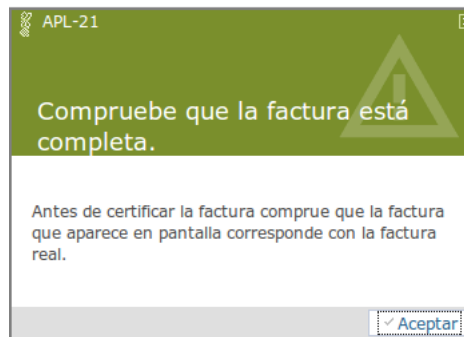 APL-21
Compruebe que la factura está
completa.
Antes de certificar la factura comprue que la factura
que aparece en pantalla corresponde con la factura
real.
Aceptar